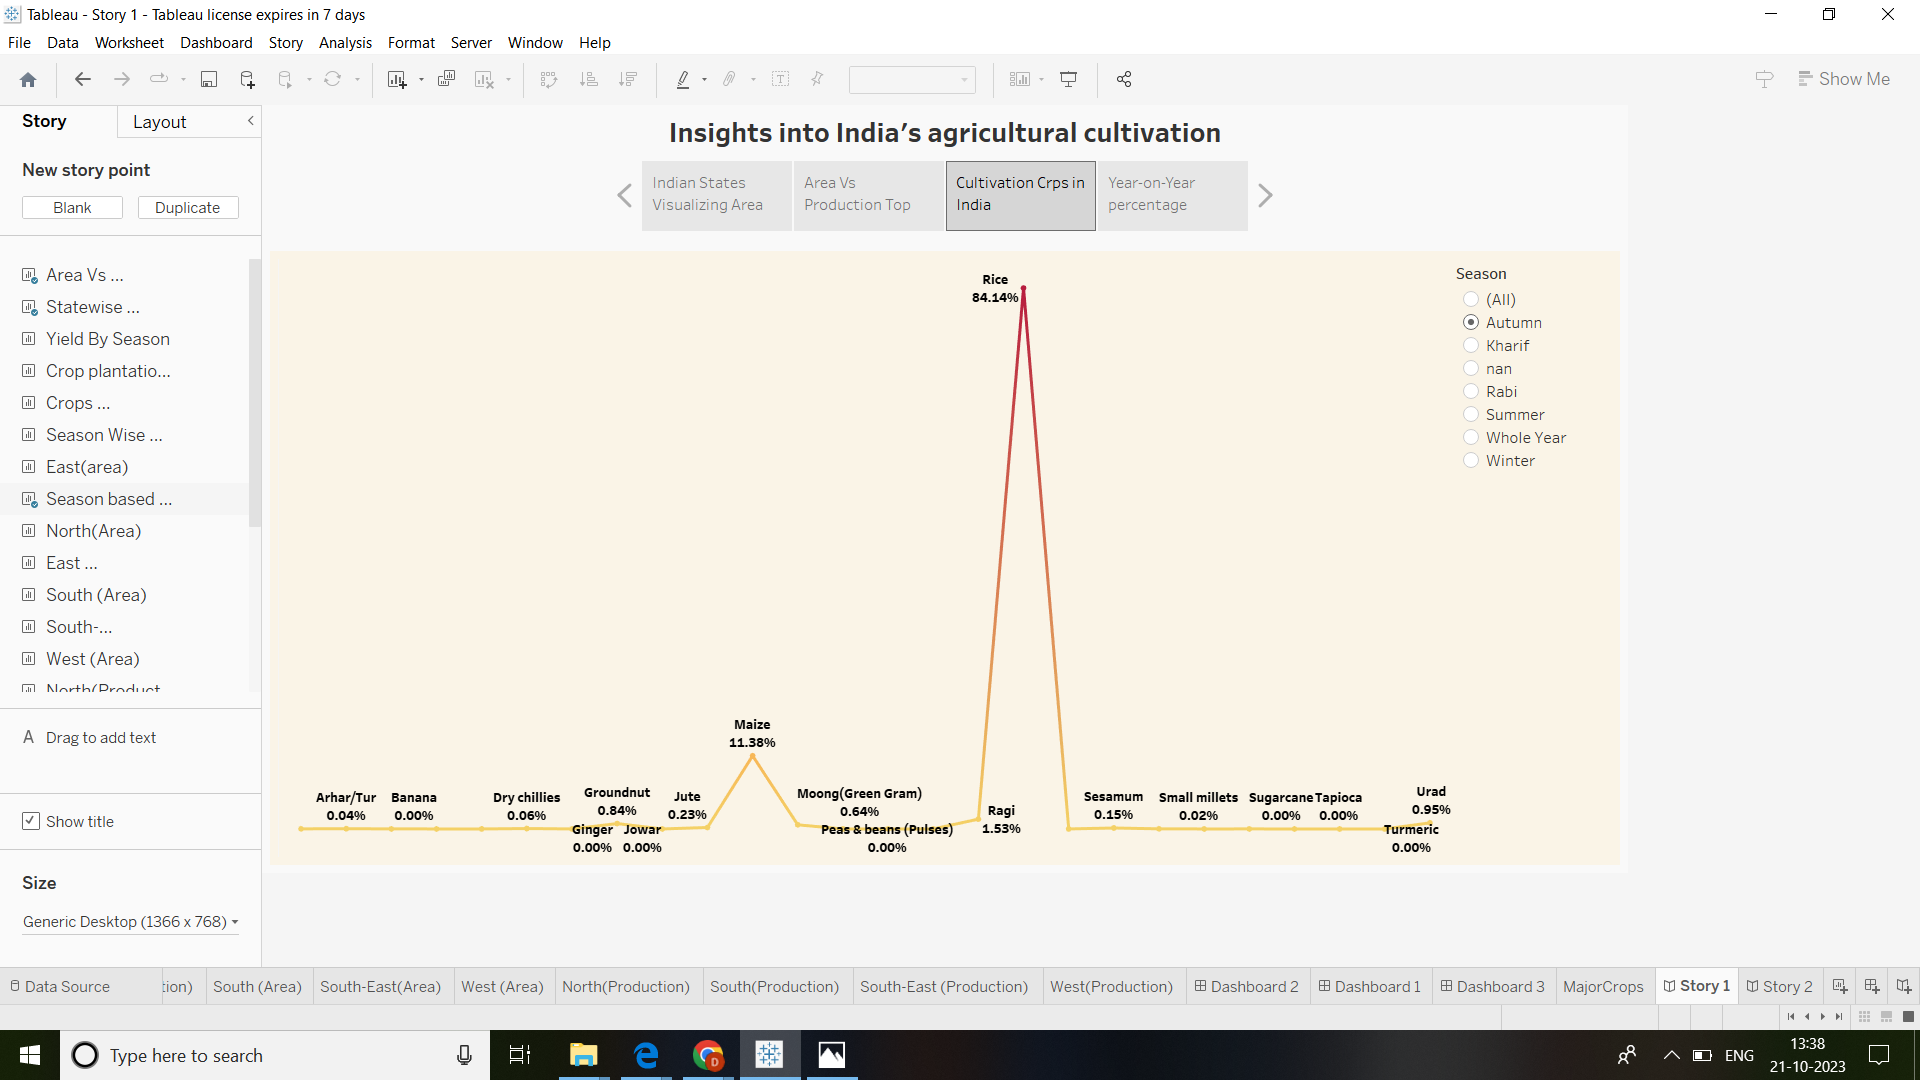 Tableau - Story 1 - Tableau license expires in 7 days
File Data Worksheet Dashboard Story Analysis Format Server Window Help
Show Me
Story Layout
New story point
Blank Duplicate
Area Vs ...
Statewise ...
Yield By Season
Crop plantatio...
Crops ...
Season Wise ...
East(area)
Season based ...
North(Area)
East ...
South (Area)
South-...
West (Area)
North(Product
A Drag to add text
Show title
Size
Generic Desktop (1366 x 768)
Insights into India’s agricultural cultivation
Indian States
Visualizing Area
Area Vs
Production Top
Cultivation Crps in
India
Year-on-Year
percentage
Rice
84.14%
Season
(All)
Autumn
Kharif
nan
Rabi
Summer
Whole Year
Winter
Maize
11.38%
Arhar/Tur
0.04%
Banana
0.00%
Dry chillies
0.06%
Groundnut
0.84%
Ginger
0.00%
Jowar
0.00%
Jute
0.23%
Moong(Green Gram)
0.64%
Peas & beans (Pulses)
0.00%
Ragi
1.53%
Sesamum
0.15%
Small millets
0.02%
Sugarcane
0.00%
Tapioca
0.00%
Turmeric
0.00%
Urad
0.95%
Data Source tion) South (Area) South-East(Area) West (Area) North(Production) South(Production) South-East (Production) West(Production) Dashboard 2 Dashboard 1 Dashboard 3 MajorCrops Story 1 Story 2
Type here to search
D
ENG
13:38
21-10-2023